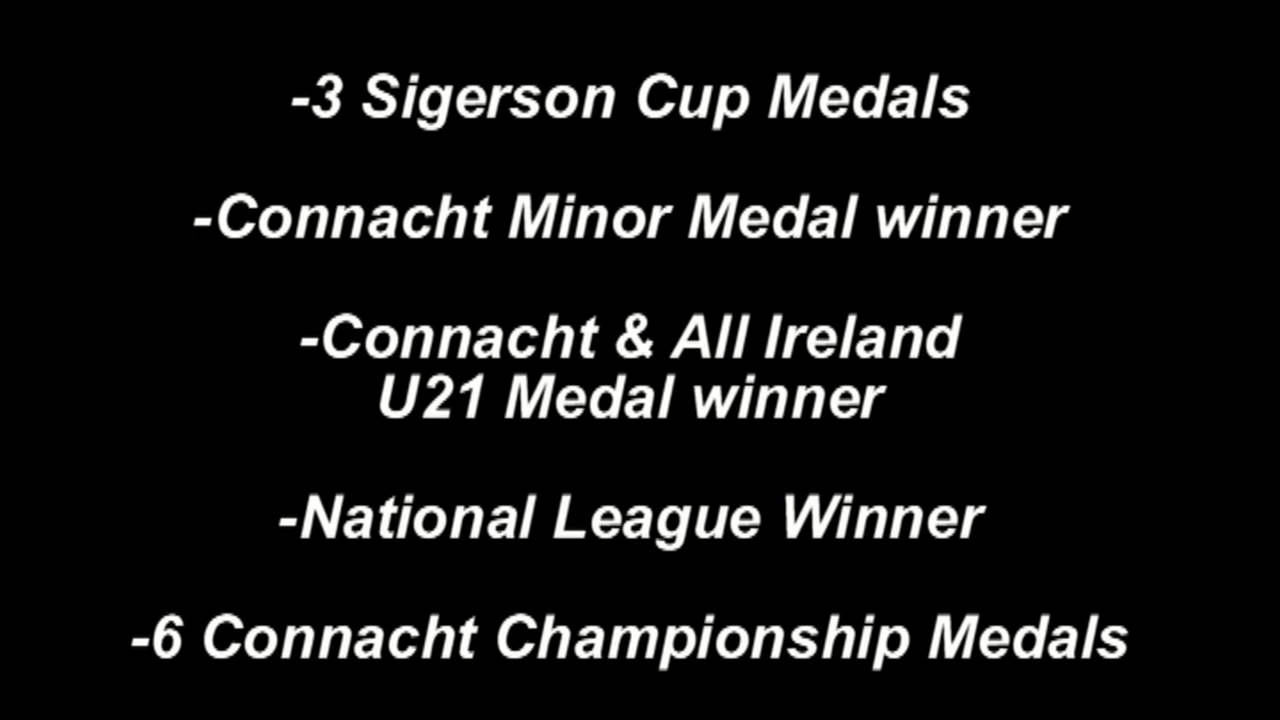 -3 Sigerson Cup Medals
-Connacht Minor Medal winner
-Connacht & All Ireland
U21 Medal winner
-National League Winner
-6 Connacht Championship Medals